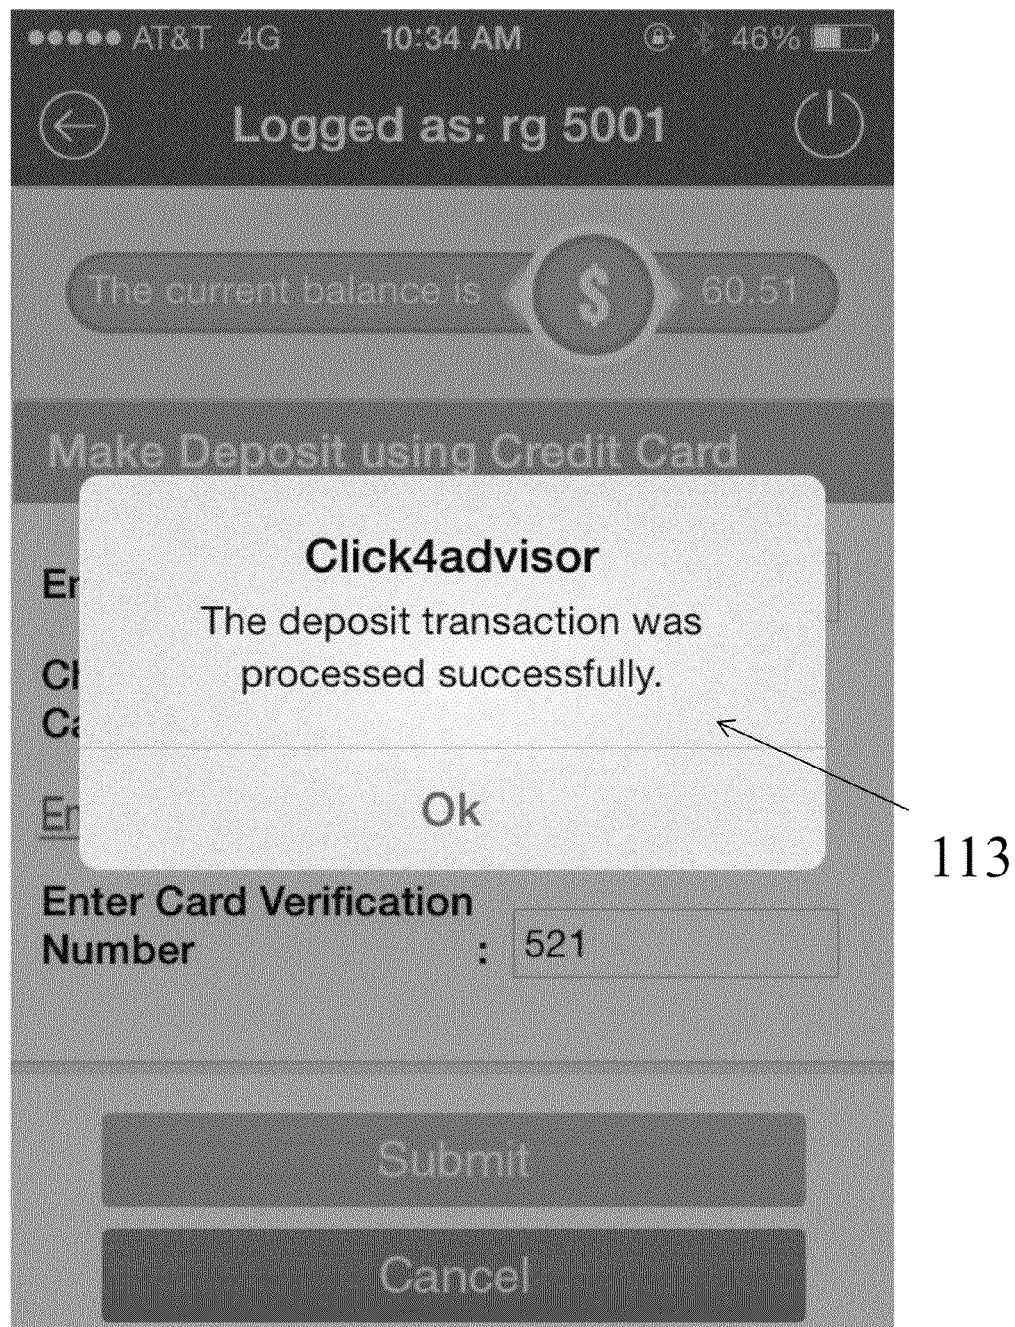 AT&T 4G 10:34 AM 46%
Logged as: rg 5001
The current balance is $ 60.51
Make Deposit using Credit Card
Click4advisor
The deposit transaction was
processed successfully.
Ok
113
Enter Card Verification
Number : 521
Submit
Cancel